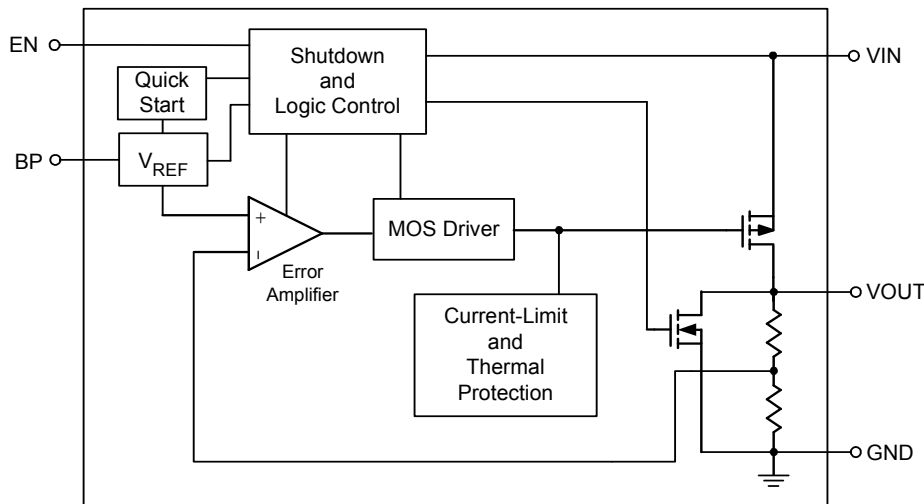 EN
Shutdown
and
Logic Control
VIN
Quick
Start
BP
VREF
+
-
MOS Driver
Error
Amplifier
Current-Limit
and
Thermal
Protection
VOUT
GND